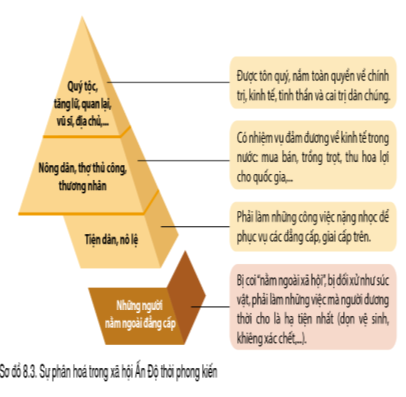 Quý tộc,
tăng lữ, quan lại,
vũ sĩ, địa chủ,...
Được tôn quý, nắm toàn quyền về chính
trị, kinh tế, tinh thần và cai trị dân chúng.
Nông dân, thợ thủ công,
thương nhân
Có nhiệm vụ đảm đương về kinh tế trong
nước: mua bán, trồng trọt, thu hoa lợi
cho quốc gia,...
Tiện dân, nô lệ
Phải làm những công việc nặng nhọc để
phục vụ các đẳng cấp, giai cấp trên.
Những người
nằm ngoài đẳng cấp
Bị coi "nằm ngoài xã hội", bị đối xử như súc
vật, phải làm những việc mà người đương
thời cho là hạ tiện nhất (dọn vệ sinh,
khiêng xác chết,...).
Sơ đồ 8.3. Sự phân hoá trong xã hội Ấn Độ thời phong kiến